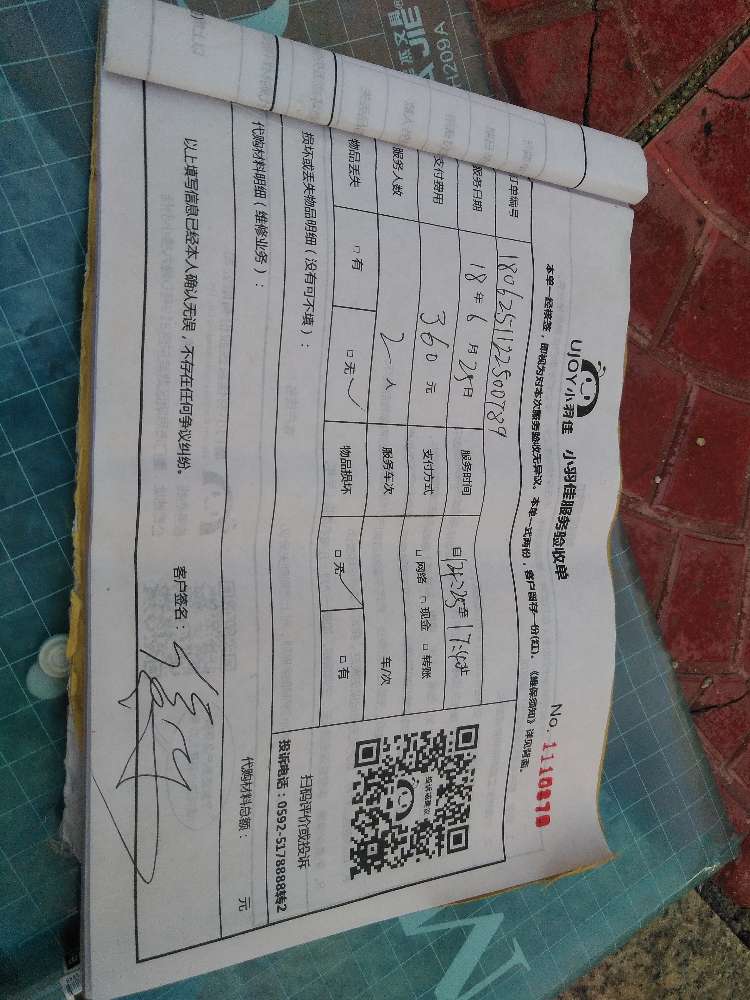 UJOY小羽佳 小羽佳服务验收单
No. 1110370
本单一经核签，即视为对本次服务验收无异议。本单一式两份，客户留存一份(红)。《维保须知》详见背面。
订单编号 1806251122500789
服务日期 18年6月25日 服务时间
支付费用 360元 支付方式 □网络 □现金 □转账
服务人数 2人 服务车次 车/次
物品丢失 □有 □无✓ 物品损坏 □无✓ □有
损坏或丢失物品明细（没有可不填）：
扫码评价或投诉
投诉电话：0592-5178888转2
代购材料明细（维修业务）：
代购材料总额： 元
以上填写信息已经本人确认无误，不存在任何争议纠纷。
客户签名：
AJIE
209A